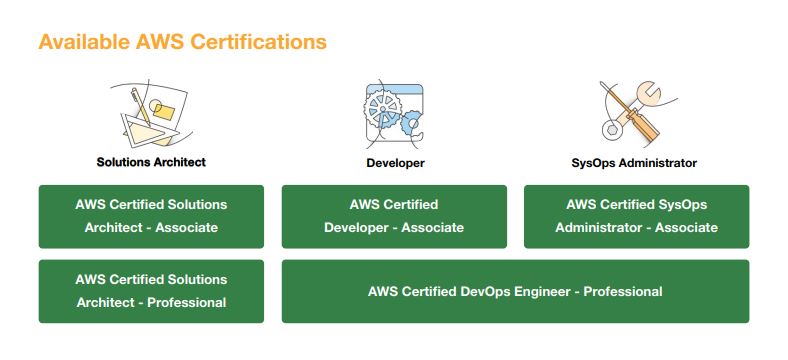 Available AWS Certifications
Solutions Architect
Developer
SysOps Administrator
AWS Certified Solutions
Architect - Associate
AWS Certified
Developer - Associate
AWS Certified SysOps
Administrator - Associate
AWS Certified Solutions
Architect - Professional
AWS Certified DevOps Engineer - Professional